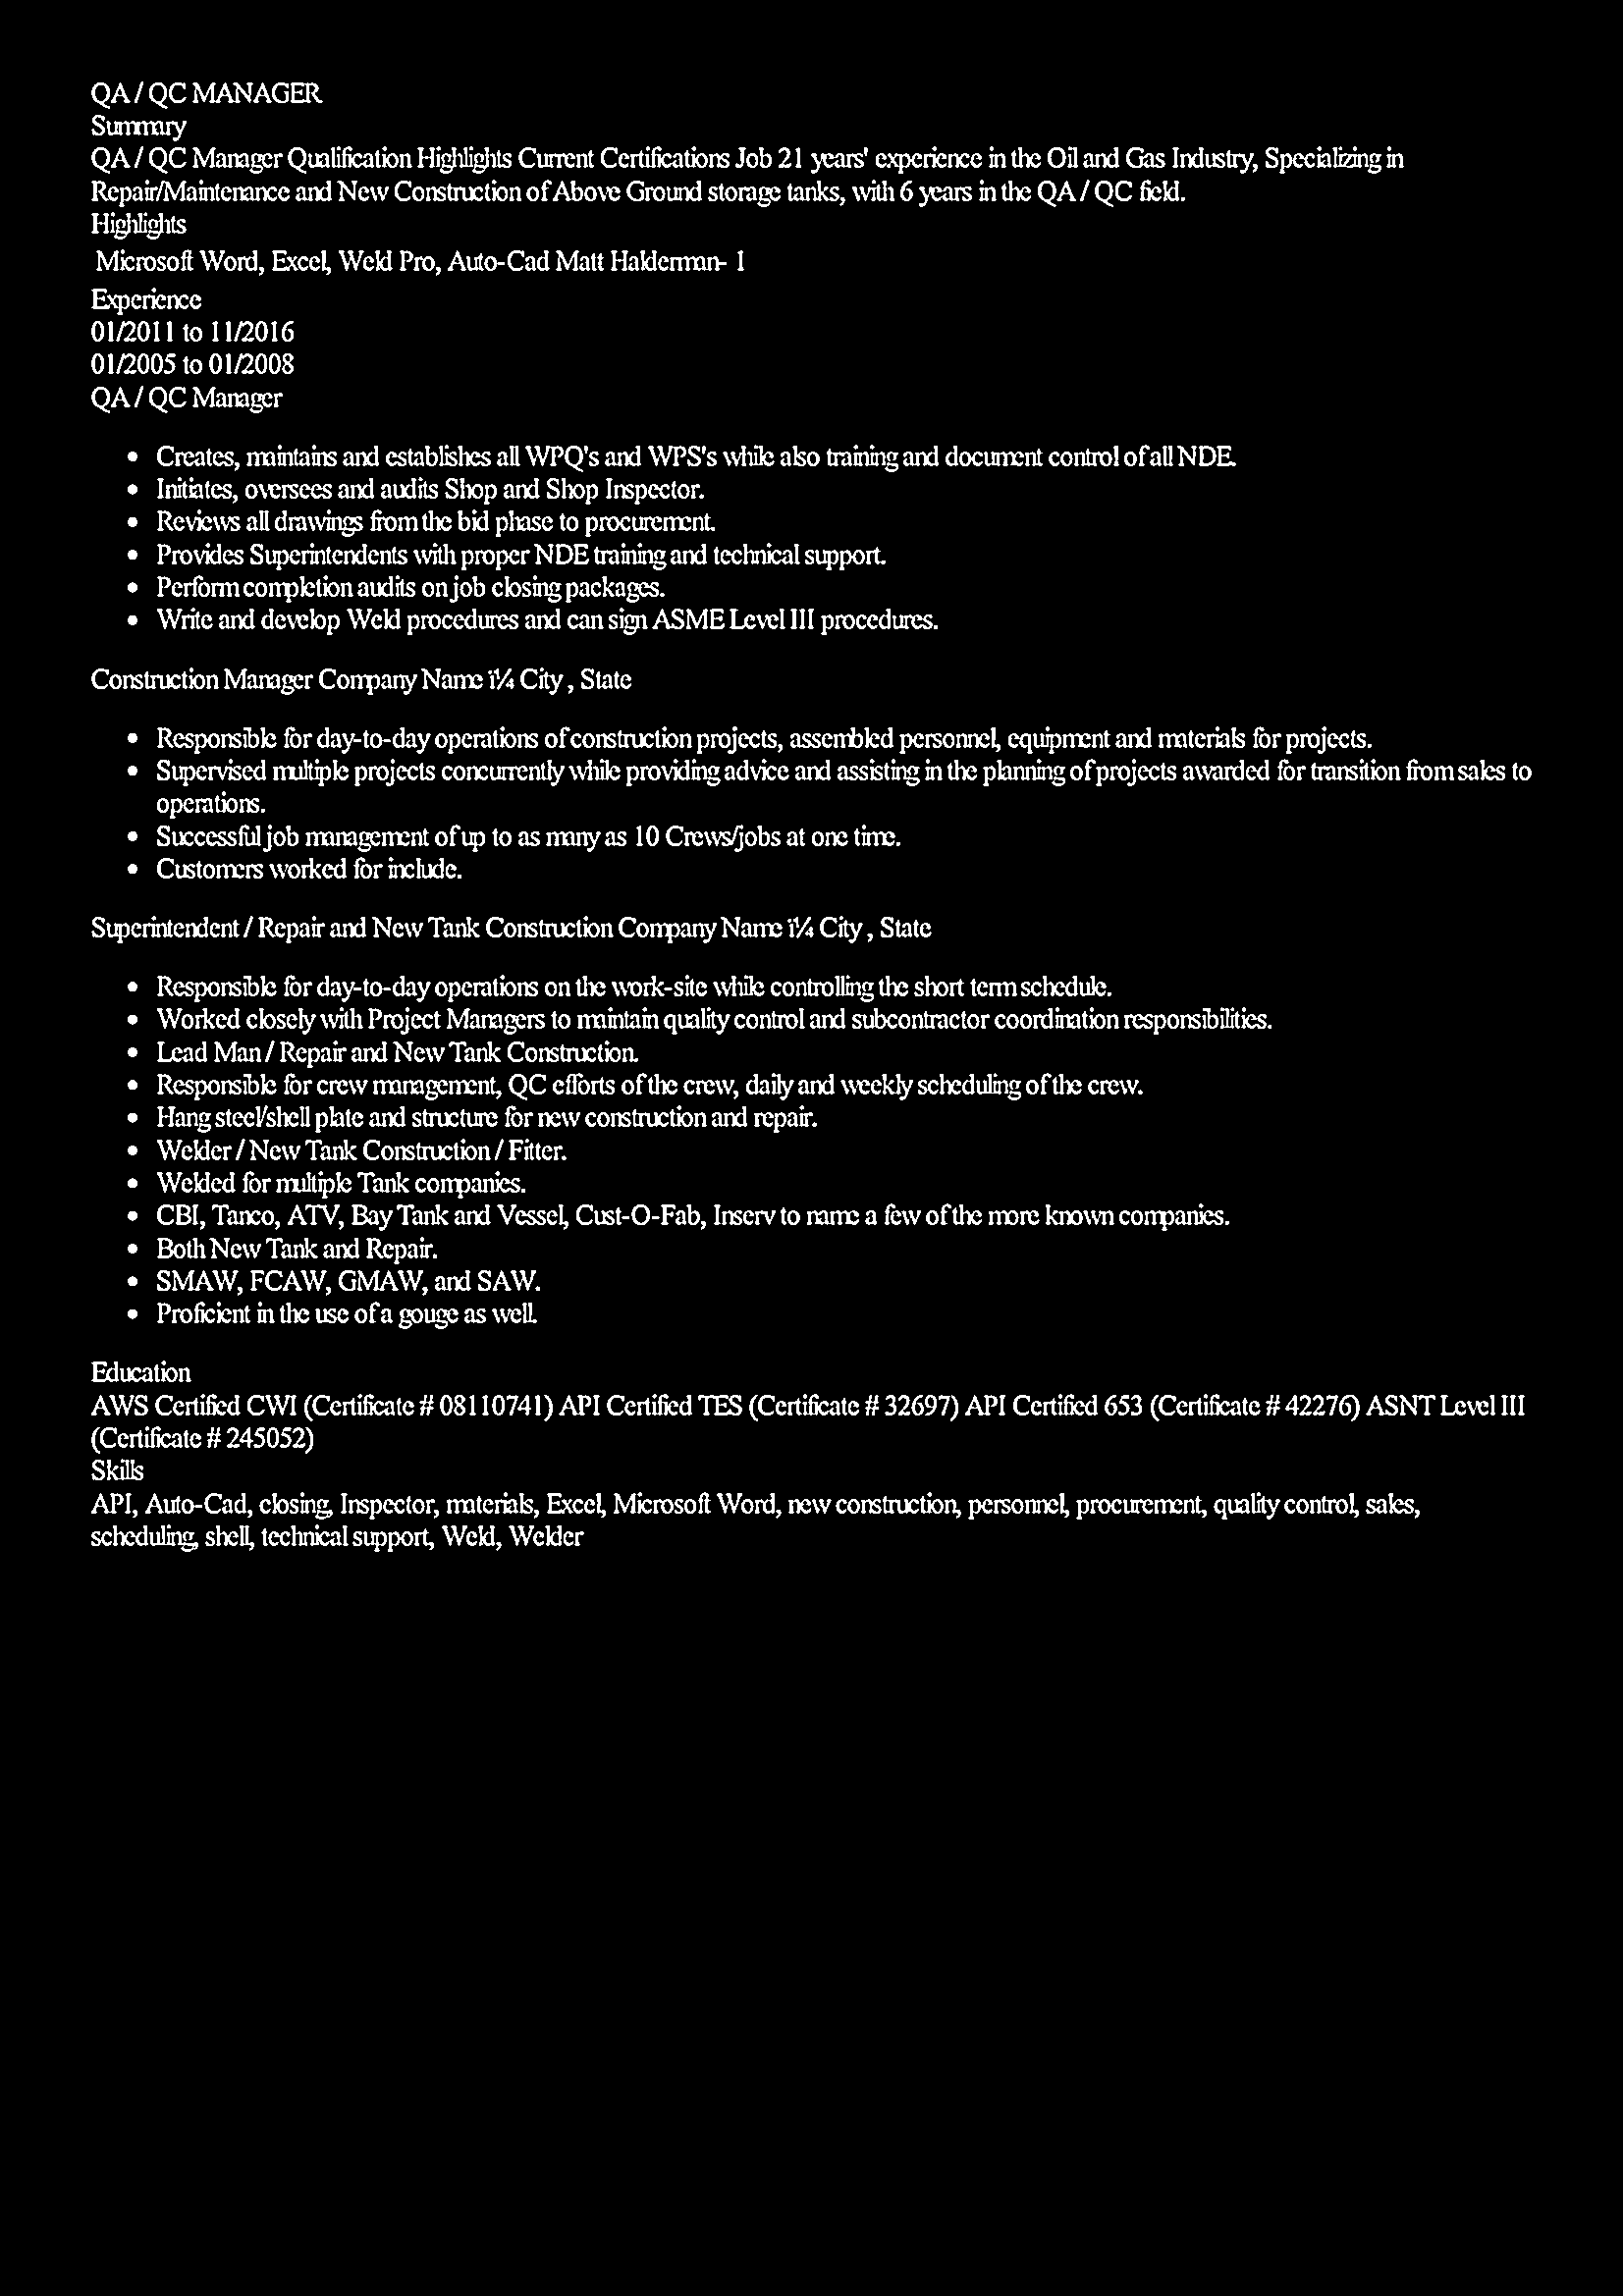 QA / QC MANAGER
Summary
QA / QC Manager Qualification Highlights Current Certifications Job 21 years' experience in the Oil and Gas Industry, Specializing in
Repair/Maintenance and New Construction of Above Ground storage tanks, with 6 years in the QA / QC field.
Highlights
Microsoft Word, Excel, Weld Pro, Auto-Cad Matt Halderman- 1
Experience
01/2011 to 11/2016
01/2005 to 01/2008
QA / QC Manager
• Creates, maintains and establishes all WPQ's and WPS's while also training and document control of all NDE.
• Initiates, oversees and audits Shop and Shop Inspector.
• Reviews all drawings from the bid phase to procurement.
• Provides Superintendents with proper NDE training and technical support.
• Perform completion audits on job closing packages.
• Write and develop Weld procedures and can sign ASME Level III procedures.
Construction Manager Company Name ï¼ City , State
• Responsible for day-to-day operations of construction projects, assembled personnel, equipment and materials for projects.
• Supervised multiple projects concurrently while providing advice and assisting in the planning of projects awarded for transition from sales to
operations.
• Successful job management of up to as many as 10 Crews/jobs at one time.
• Customers worked for include.
Superintendent / Repair and New Tank Construction Company Name ï¼ City , State
• Responsible for day-to-day operations on the work-site while controlling the short term schedule.
• Worked closely with Project Managers to maintain quality control and subcontractor coordination responsibilities.
• Lead Man / Repair and New Tank Construction.
• Responsible for crew management, QC efforts of the crew, daily and weekly scheduling of the crew.
• Hang steel/shell plate and structure for new construction and repair.
• Welder / New Tank Construction / Fitter.
• Welded for multiple Tank companies.
• CBI, Tanco, ATV, Bay Tank and Vessel, Cust-O-Fab, Inserv to name a few of the more known companies.
• Both New Tank and Repair.
• SMAW, FCAW, GMAW, and SAW.
• Proficient in the use of a gouge as well.
Education
AWS Certified CWI (Certificate # 08110741) API Certified TES (Certificate # 32697) API Certified 653 (Certificate # 42276) ASNT Level III
(Certificate # 245052)
Skills
API, Auto-Cad, closing, Inspector, materials, Excel, Microsoft Word, new construction, personnel, procurement, quality control, sales,
scheduling, shell, technical support, Weld, Welder